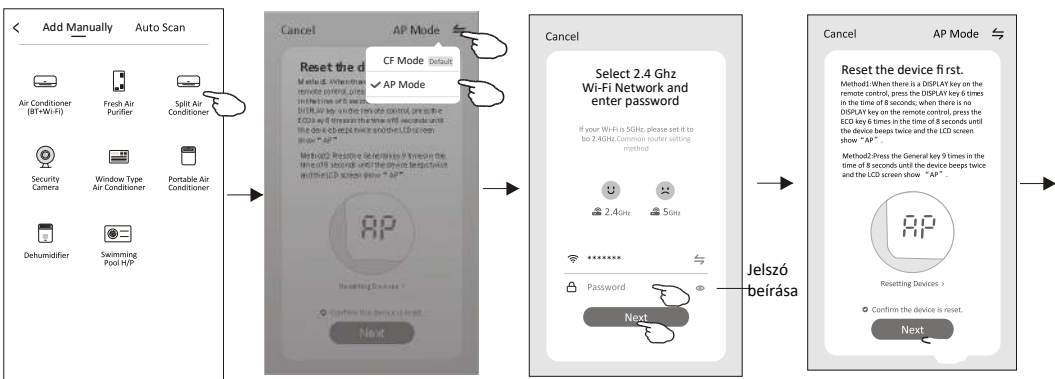 < Add Manually Auto Scan
Air Conditioner
(BT+Wi-Fi)
Fresh Air
Purifier
Split Air
Conditioner
Security
Camera
Window Type
Air Conditioner
Portable Air
Conditioner
Dehumidifier
Swimming
Pool H/P
Cancel AP Mode
CF Mode Default
AP Mode
Reset the d
Method1: When there
remote control, press
in the time of 8 seconds
DISPLAY key on the remote control, press the
ECO key 6 times in the time of 8 seconds until
the device beeps twice and the LCD screen
show "AP"
Method2: Press the General key 9 times in the
time of 8 seconds until the device beeps twice
and the LCD screen show "AP".
AP
Resetting Devices >
Confirm the device is reset.
Next
Cancel
Select 2.4 Ghz
Wi-Fi Network and
enter password
If your Wi-Fi is 5GHz, please set it to
bo 2.4GHz.Common router setting
method
2.4GHz 5GHz
*******
Password
Next
Jelszó
beírása
Cancel AP Mode
Reset the device first.
Method1:When there is a DISPLAY key on the
remote control, press the DISPLAY key 6 times
in the time of 8 seconds; when there is no
DISPLAY key on the remote control, press the
ECO key 6 times in the time of 8 seconds until
the device beeps twice and the LCD screen
show "AP".
Method2:Press the General key 9 times in the
time of 8 seconds until the device beeps twice
and the LCD screen show "AP".
AP
Resetting Devices >
Confirm the device is reset.
Next